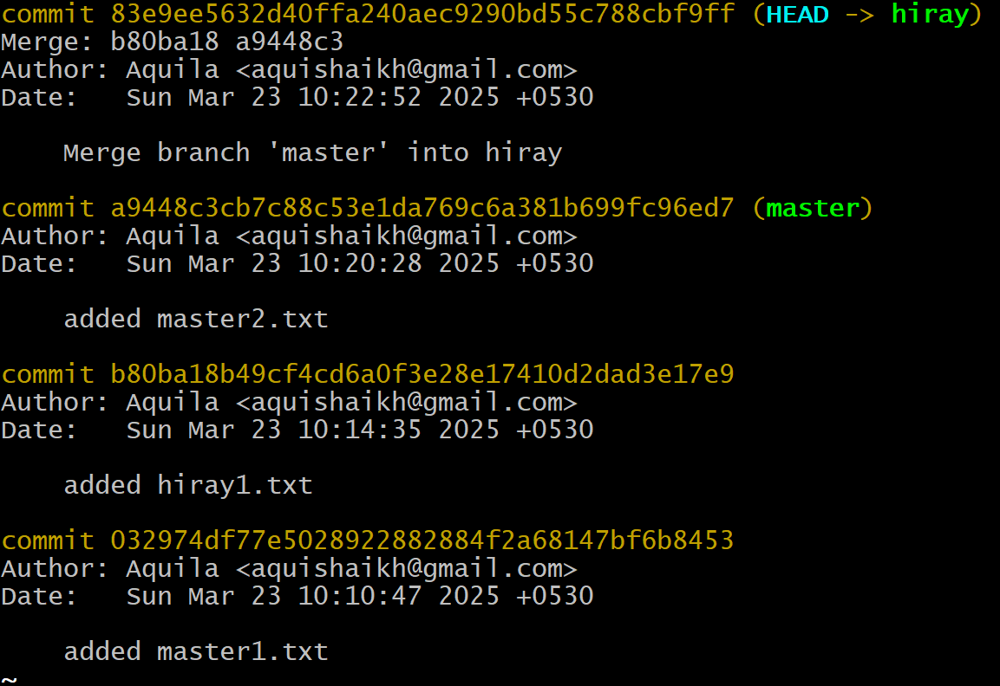 commit 83e9ee5632d40ffa240aec9290bd55c788cbf9ff (HEAD -> hiray)
Merge: b80ba18 a9448c3
Author: Aquila <aquishaikh@gmail.com>
Date:   Sun Mar 23 10:22:52 2025 +0530
    Merge branch 'master' into hiray
commit a9448c3cb7c88c53e1da769c6a381b699fc96ed7 (master)
Author: Aquila <aquishaikh@gmail.com>
Date:   Sun Mar 23 10:20:28 2025 +0530
    added master2.txt
commit b80ba18b49cf4cd6a0f3e28e17410d2dad3e17e9
Author: Aquila <aquishaikh@gmail.com>
Date:   Sun Mar 23 10:14:35 2025 +0530
    added hiray1.txt
commit 032974df77e5028922882884f2a68147bf6b8453
Author: Aquila <aquishaikh@gmail.com>
Date:   Sun Mar 23 10:10:47 2025 +0530
    added master1.txt
~